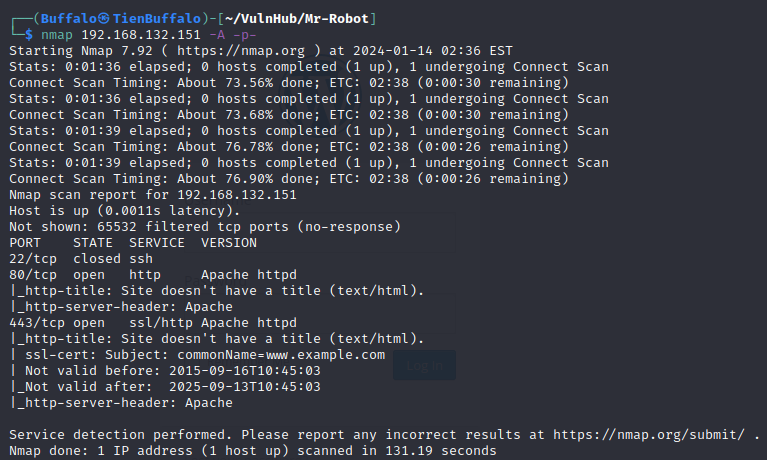 ┌──(Buffalo㉿TienBuffalo)-[~/VulnHub/Mr-Robot]
└─$ nmap 192.168.132.151 -A -p-
Starting Nmap 7.92 ( https://nmap.org ) at 2024-01-14 02:36 EST
Stats: 0:01:36 elapsed; 0 hosts completed (1 up), 1 undergoing Connect Scan
Connect Scan Timing: About 73.56% done; ETC: 02:38 (0:00:30 remaining)
Stats: 0:01:36 elapsed; 0 hosts completed (1 up), 1 undergoing Connect Scan
Connect Scan Timing: About 73.68% done; ETC: 02:38 (0:00:30 remaining)
Stats: 0:01:39 elapsed; 0 hosts completed (1 up), 1 undergoing Connect Scan
Connect Scan Timing: About 76.78% done; ETC: 02:38 (0:00:26 remaining)
Stats: 0:01:39 elapsed; 0 hosts completed (1 up), 1 undergoing Connect Scan
Connect Scan Timing: About 76.90% done; ETC: 02:38 (0:00:26 remaining)
Nmap scan report for 192.168.132.151
Host is up (0.0011s latency).
Not shown: 65532 filtered tcp ports (no-response)
PORT    STATE  SERVICE  VERSION
22/tcp  closed ssh
80/tcp  open   http     Apache httpd
|_http-title: Site doesn't have a title (text/html).
|_http-server-header: Apache
443/tcp open   ssl/http Apache httpd
|_http-title: Site doesn't have a title (text/html).
| ssl-cert: Subject: commonName=www.example.com
| Not valid before: 2015-09-16T10:45:03
|_Not valid after:  2025-09-13T10:45:03
Log In
|_http-server-header: Apache
Service detection performed. Please report any incorrect results at https://nmap.org/submit/ .
Nmap done: 1 IP address (1 host up) scanned in 131.19 seconds